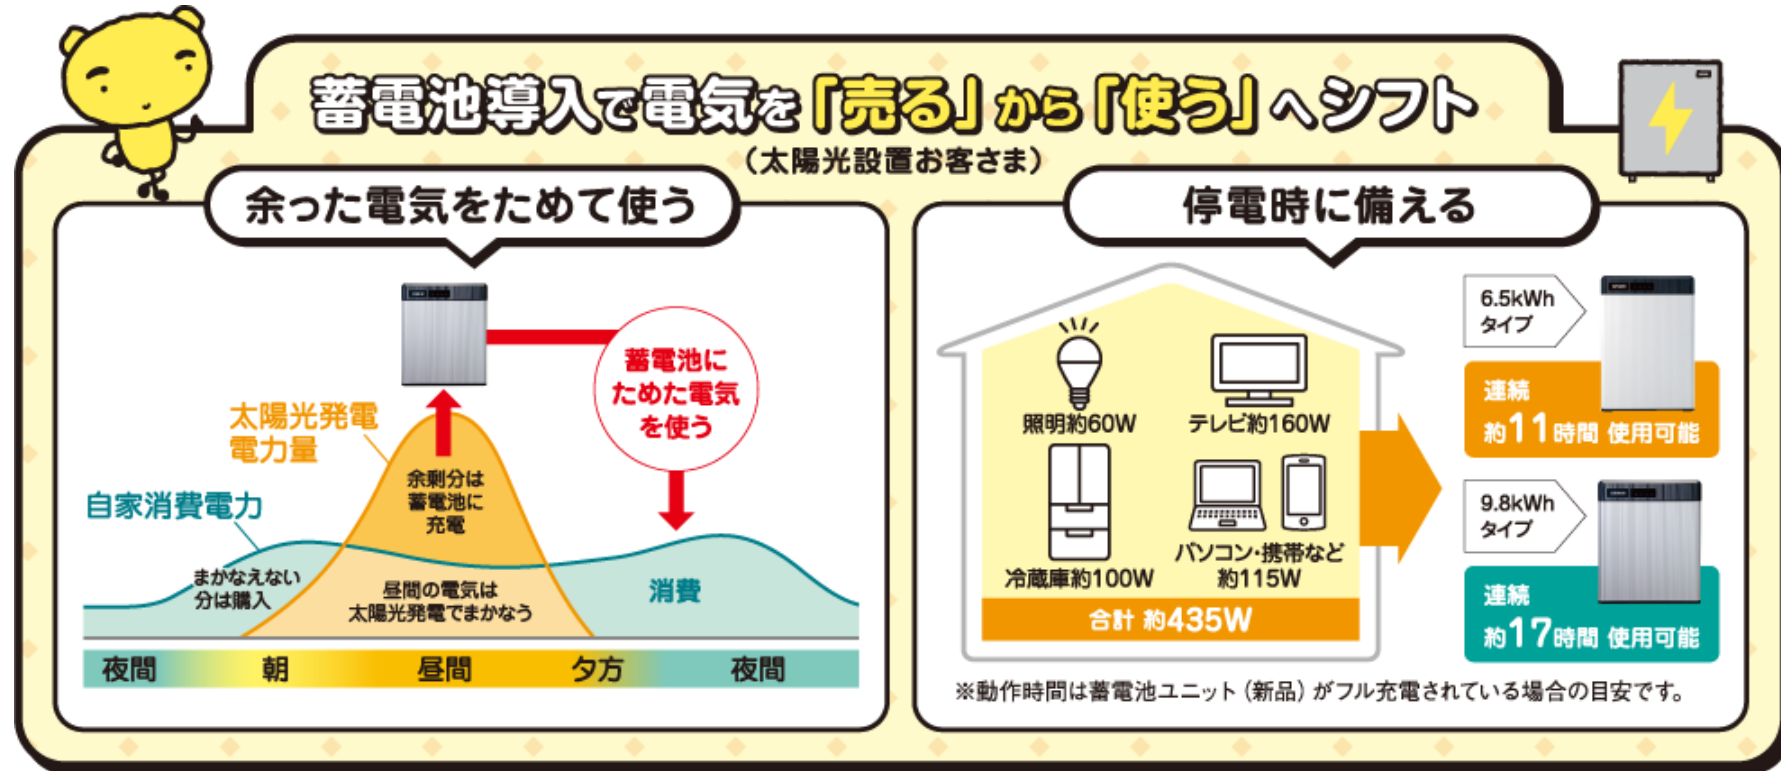 蓄電池導入で電気を「売る」から「使う」へシフト
（太陽光設置お客さま）
余った電気をためて使う
蓄電池に
ためた電気
を使う
太陽光発電
電力量
自家消費電力
余剰分は
蓄電池に
充電
まかなえない
分は購入
昼間の電気は
太陽光発電でまかなう
消費
夜間 朝 昼間 夕方 夜間
停電時に備える
照明約60W
テレビ約160W
冷蔵庫約100W
パソコン・携帯など
約115W
合計 約435W
6.5kWh
タイプ
連続
約11時間 使用可能
9.8kWh
タイプ
連続
約17時間 使用可能
※動作時間は蓄電池ユニット（新品）がフル充電されている場合の目安です。